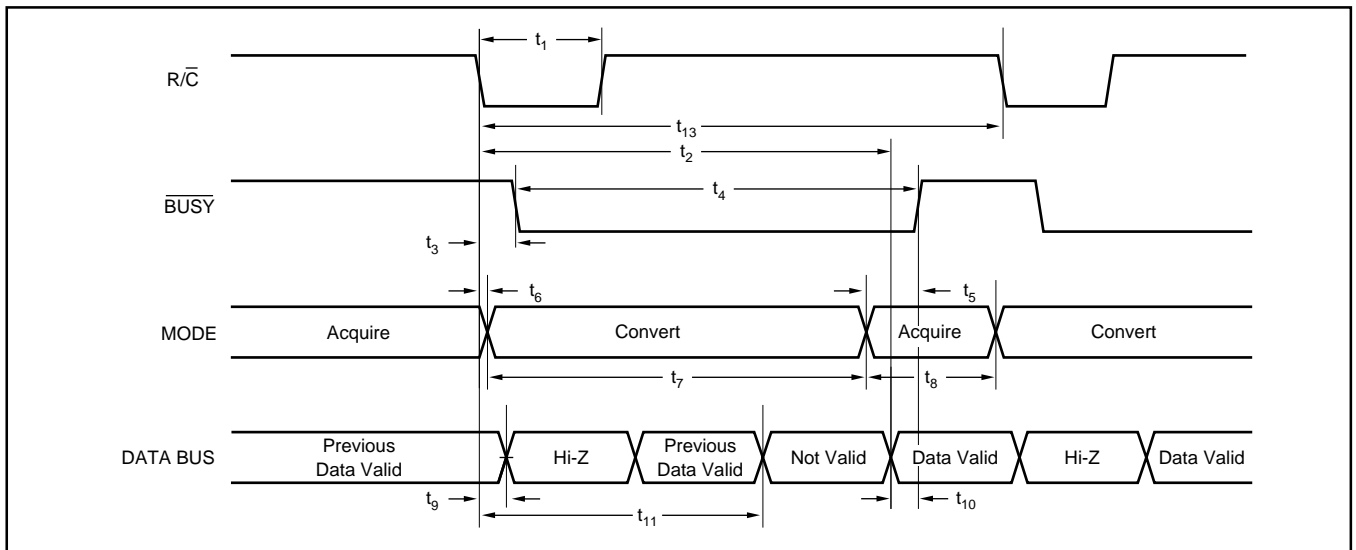 t₁
R/C̅
t₁₃
t₂
B̅U̅S̅Y̅
t₄
t₃
t₆
t₅
MODE
Acquire
Convert
Acquire
Convert
t₇
t₈
DATA BUS
Previous
Data Valid
Hi-Z
Previous
Data Valid
Not Valid
Data Valid
Hi-Z
Data Valid
t₉
t₁₀
t₁₁